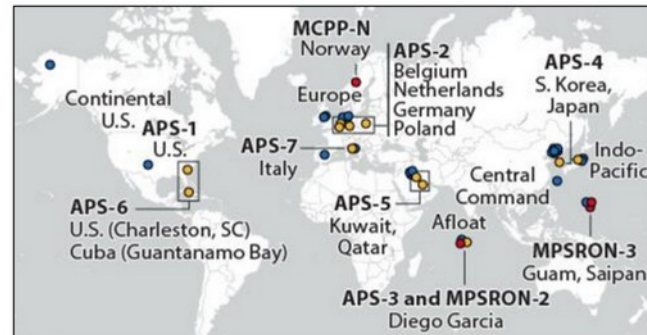 MCPP-N
Norway
APS-2
Belgium
Netherlands
Germany
Poland
APS-4
S. Korea,
Japan
Europe
Continental
U.S.
APS-1
U.S.
APS-7
Italy
Indo-
Pacific
APS-6
U.S. (Charleston, SC)
Cuba (Guantanamo Bay)
APS-5
Kuwait,
Qatar
Central
Command
Afloat
MPSRON-3
Guam, Saipan
APS-3 and MPSRON-2
Diego Garcia